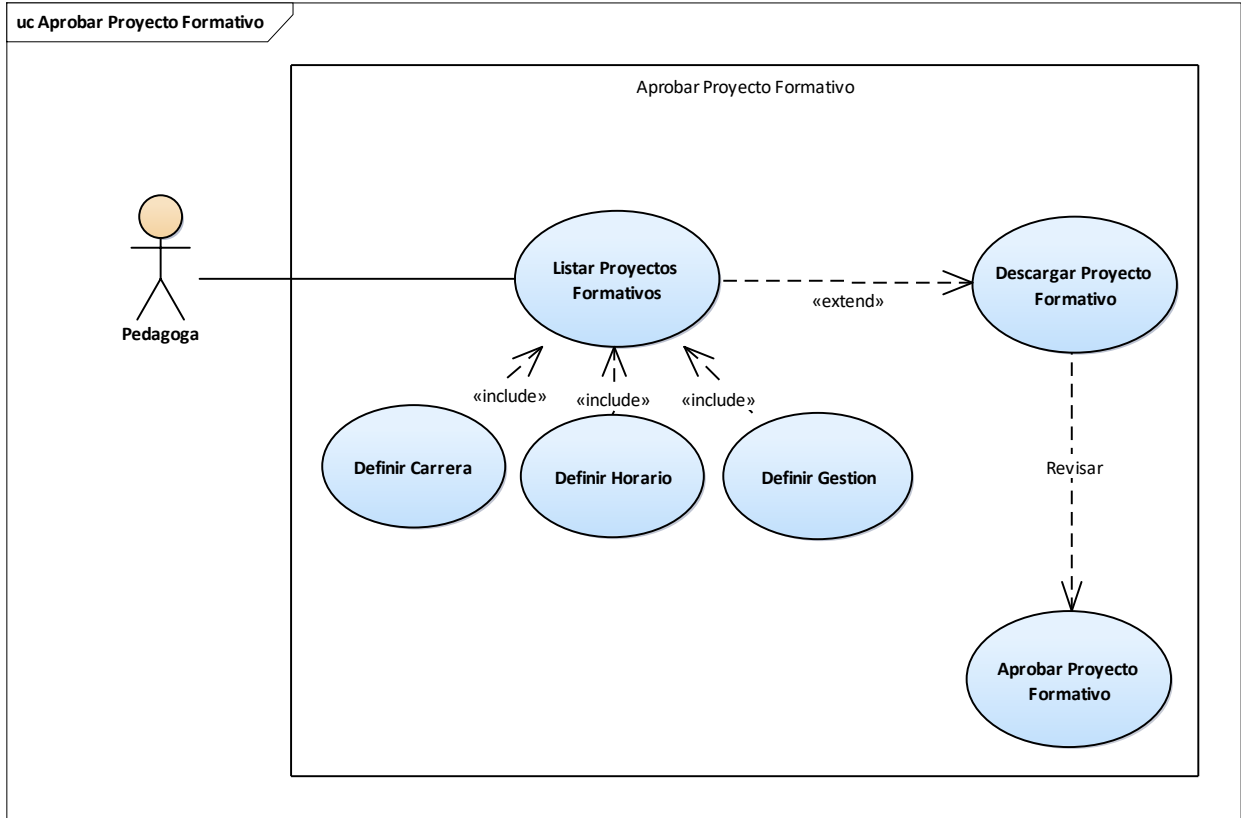 uc Aprobar Proyecto Formativo
Aprobar Proyecto Formativo
Pedagoga
Listar Proyectos
Formativos
«extend»
Descargar Proyecto
Formativo
«include»
«include»
«include»
Definir Carrera
Definir Horario
Definir Gestion
Revisar
Aprobar Proyecto
Formativo